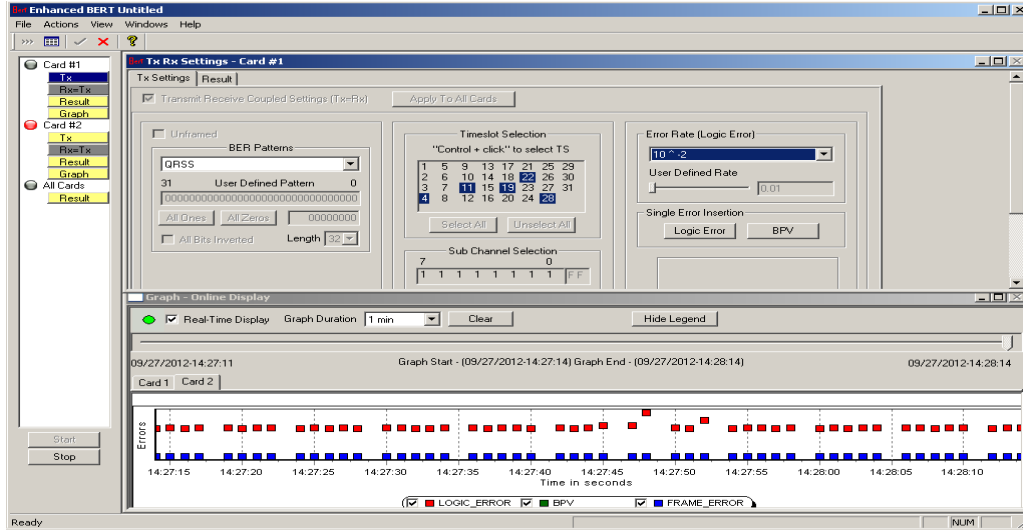 Bert Enhanced BERT Untitled
File Actions View Windows Help
Card #1
Tx
Rx=Tx
Result
Graph
Card #2
Tx
Rx=Tx
Result
Graph
All Cards
Result
Start
Stop
Bert Tx Rx Settings - Card #1
Tx Settings Result
Transmit Receive Coupled Settings (Tx=Rx) Apply To All Cards
Unframed
BER Patterns
QRSS
31 User Defined Pattern 0
00000000000000000000000000000000
All Ones All Zeros 00000000
All Bits Inverted Length 32
Timeslot Selection
"Control + click" to select TS
1 5 9 13 17 21 25 29
2 6 10 14 18 22 26 30
3 7 11 15 19 23 27 31
4 8 12 16 20 24 28
Select All Unselect All
Sub Channel Selection
7 0
1 1 1 1 1 1 1 1 FF
Error Rate (Logic Error)
10 ^ -2
User Defined Rate
0.01
Single Error Insertion
Logic Error BPV
Graph - Online Display
Real-Time Display Graph Duration 1 min Clear Hide Legend
09/27/2012-14:27:11 Graph Start - (09/27/2012-14:27:14) Graph End - (09/27/2012-14:28:14) 09/27/2012-14:28:14
Card 1 Card 2
Errors
14:27:15 14:27:20 14:27:25 14:27:30 14:27:35 14:27:40 14:27:45 14:27:50 14:27:55 14:28:00 14:28:05 14:28:10
Time in seconds
LOGIC_ERROR BPV FRAME_ERROR
Ready NUM